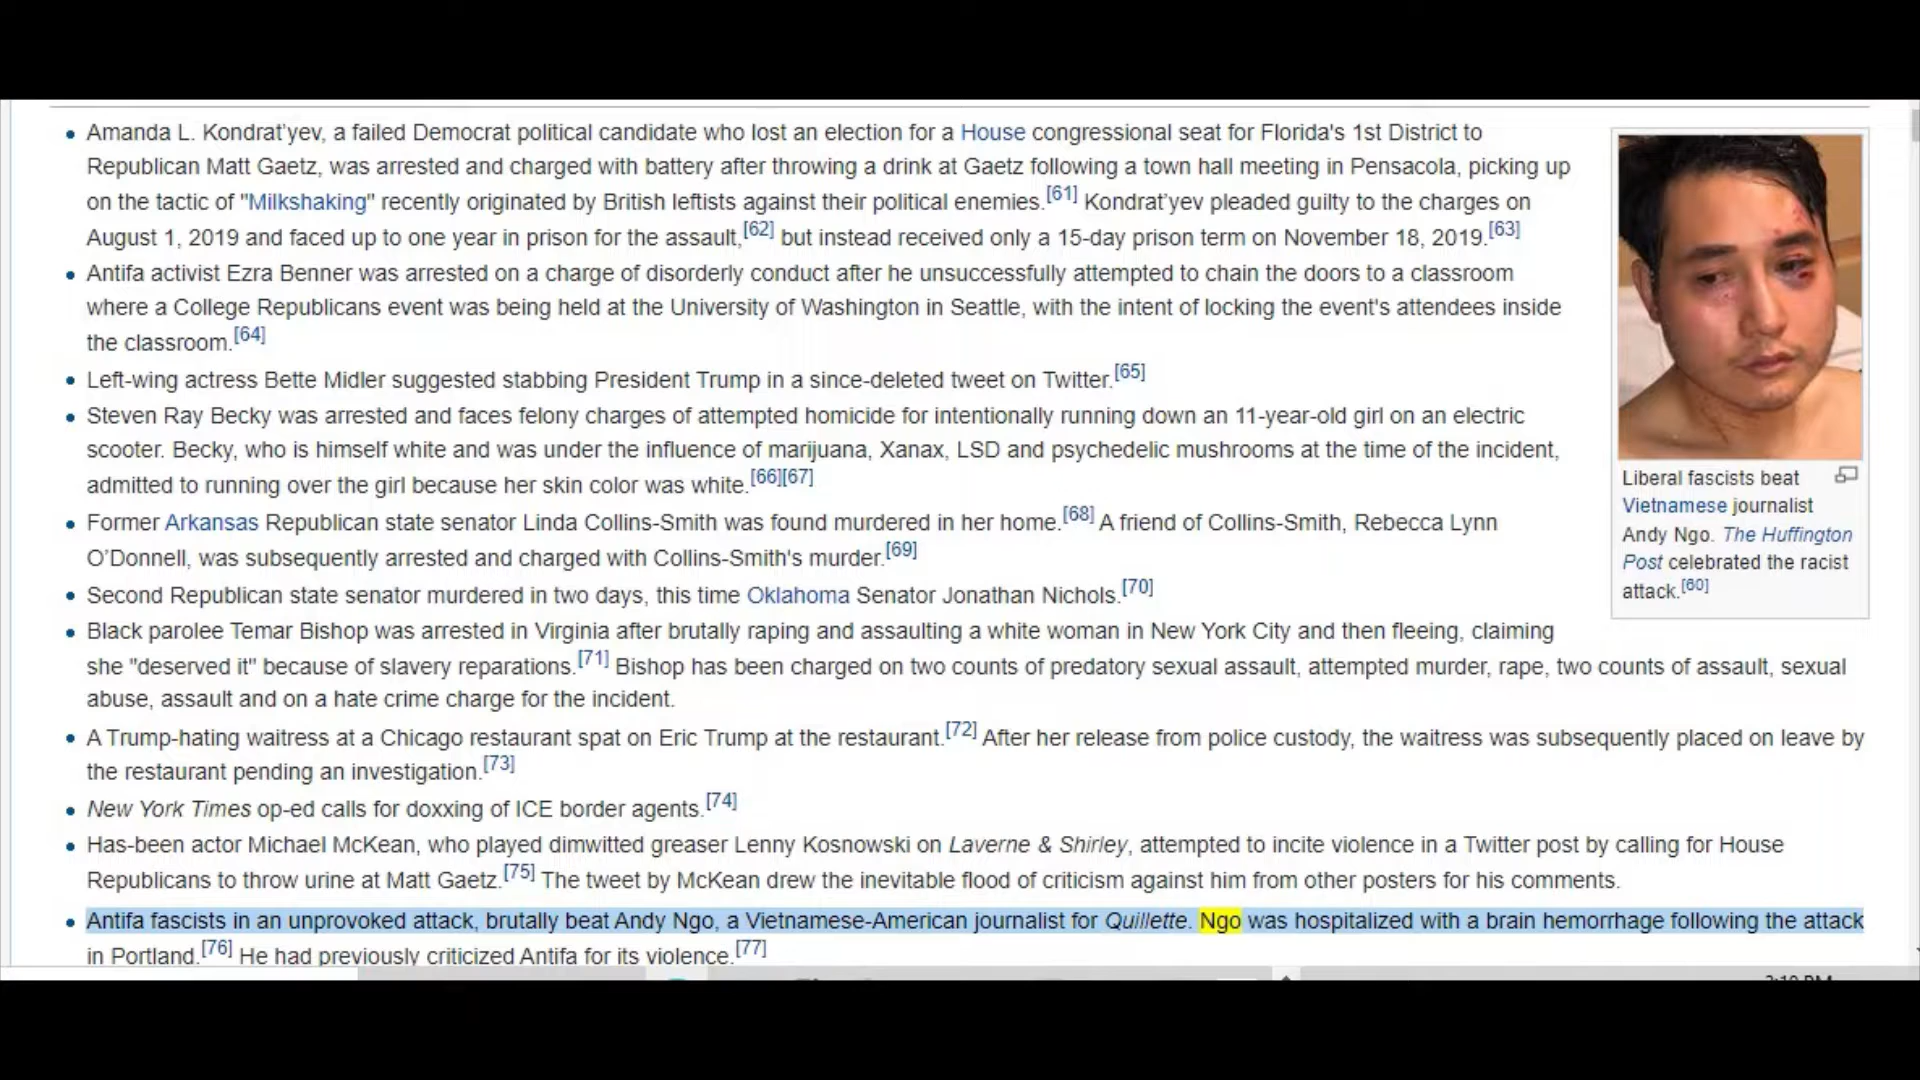 Amanda L. Kondrat'yev, a failed Democrat political candidate who lost an election for a House congressional seat for Florida's 1st District to
Republican Matt Gaetz, was arrested and charged with battery after throwing a drink at Gaetz following a town hall meeting in Pensacola, picking up
on the tactic of "Milkshaking" recently originated by British leftists against their political enemies.[61] Kondrat'yev pleaded guilty to the charges on
August 1, 2019 and faced up to one year in prison for the assault,[62] but instead received only a 15-day prison term on November 18, 2019.[63]
Antifa activist Ezra Benner was arrested on a charge of disorderly conduct after he unsuccessfully attempted to chain the doors to a classroom
where a College Republicans event was being held at the University of Washington in Seattle, with the intent of locking the event's attendees inside
the classroom.[64]
Left-wing actress Bette Midler suggested stabbing President Trump in a since-deleted tweet on Twitter.[65]
Steven Ray Becky was arrested and faces felony charges of attempted homicide for intentionally running down an 11-year-old girl on an electric
scooter. Becky, who is himself white and was under the influence of marijuana, Xanax, LSD and psychedelic mushrooms at the time of the incident,
admitted to running over the girl because her skin color was white.[66][67]
Former Arkansas Republican state senator Linda Collins-Smith was found murdered in her home.[68] A friend of Collins-Smith, Rebecca Lynn
O'Donnell, was subsequently arrested and charged with Collins-Smith's murder.[69]
Second Republican state senator murdered in two days, this time Oklahoma Senator Jonathan Nichols.[70]
Black parolee Temar Bishop was arrested in Virginia after brutally raping and assaulting a white woman in New York City and then fleeing, claiming
she "deserved it" because of slavery reparations.[71] Bishop has been charged on two counts of predatory sexual assault, attempted murder, rape, two counts of assault, sexual
abuse, assault and on a hate crime charge for the incident.
A Trump-hating waitress at a Chicago restaurant spat on Eric Trump at the restaurant.[72] After her release from police custody, the waitress was subsequently placed on leave by
the restaurant pending an investigation.[73]
New York Times op-ed calls for doxxing of ICE border agents.[74]
Has-been actor Michael McKean, who played dimwitted greaser Lenny Kosnowski on Laverne & Shirley, attempted to incite violence in a Twitter post by calling for House
Republicans to throw urine at Matt Gaetz.[75] The tweet by McKean drew the inevitable flood of criticism against him from other posters for his comments.
Antifa fascists in an unprovoked attack, brutally beat Andy Ngo, a Vietnamese-American journalist for Quillette. Ngo was hospitalized with a brain hemorrhage following the attack
in Portland.[76] He had previously criticized Antifa for its violence.[77]
Liberal fascists beat
Vietnamese journalist
Andy Ngo. The Huffington
Post celebrated the racist
attack.[60]